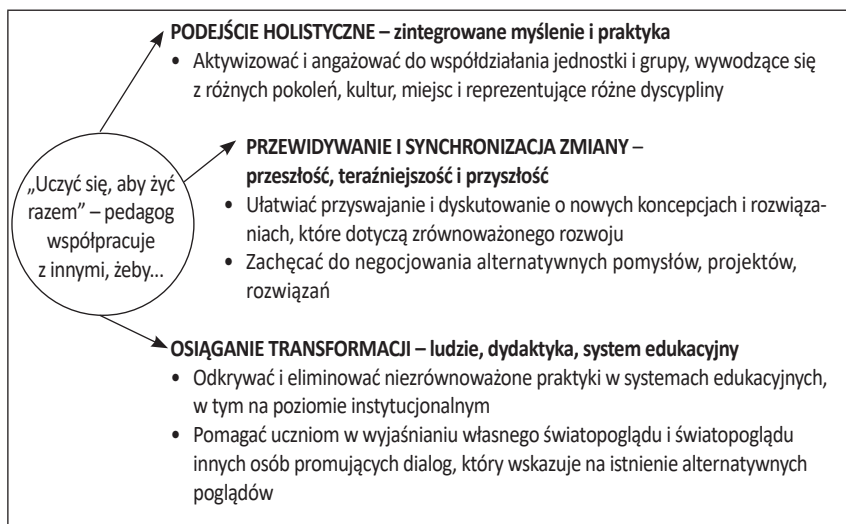 PODEJŚCIE HOLISTYCZNE – zintegrowane myślenie i praktyka
• Aktywizować i angażować do współdziałania jednostki i grupy, wywodzące się
z różnych pokoleń, kultur, miejsc i reprezentujące różne dyscypliny
„Uczyć się, aby żyć
razem” – pedagog
współpracuje
z innymi, żeby...
PRZEWIDYWANIE I SYNCHRONIZACJA ZMIANY –
przeszłość, teraźniejszość i przyszłość
• Ułatwiać przyswajanie i dyskutowanie o nowych koncepcjach i rozwiąza-
niach, które dotyczą zrównoważonego rozwoju
• Zachęcać do negocjowania alternatywnych pomysłów, projektów,
rozwiązań
OSIĄGANIE TRANSFORMACJI – ludzie, dydaktyka, system edukacyjny
• Odkrywać i eliminować niezrównoważone praktyki w systemach edukacyjnych,
w tym na poziomie instytucjonalnym
• Pomagać uczniom w wyjaśnianiu własnego światopoglądu i światopoglądu
innych osób promujących dialog, który wskazuje na istnienie alternatywnych
poglądów